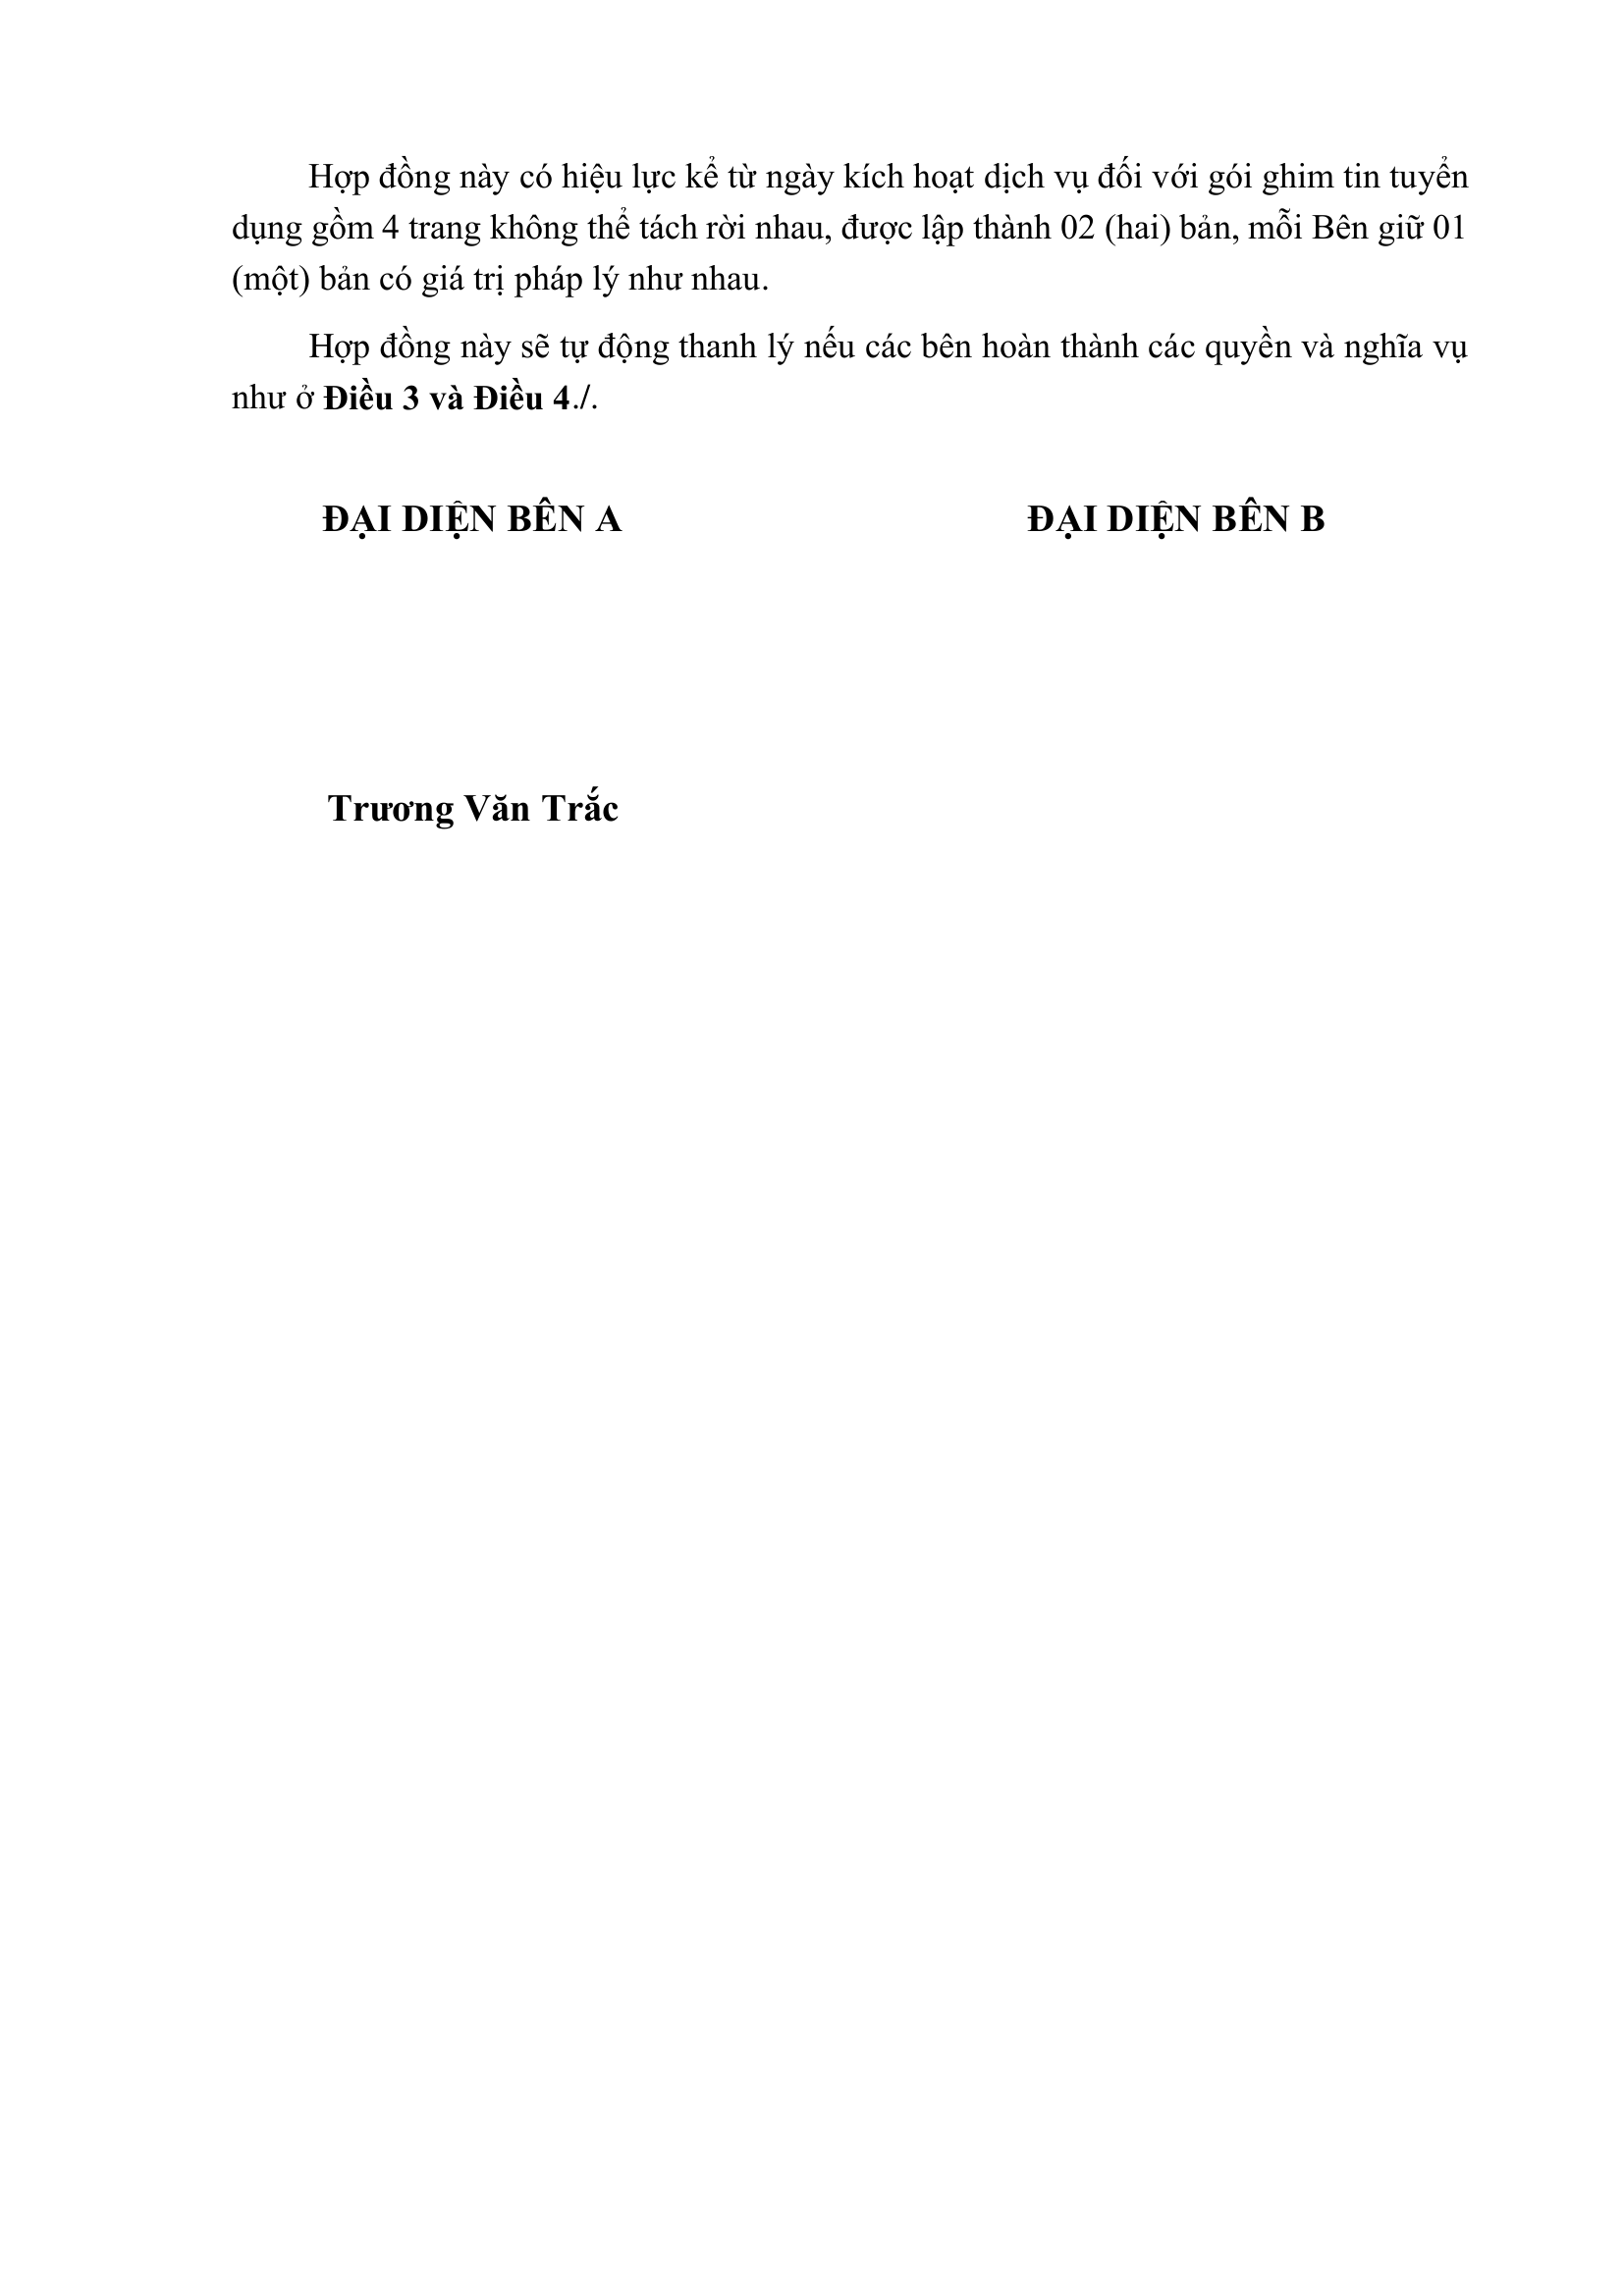 Hợp đồng này có hiệu lực kể từ ngày kích hoạt dịch vụ đối với gói ghim tin tuyển
dụng gồm 4 trang không thể tách rời nhau, được lập thành 02 (hai) bản, mỗi Bên giữ 01
(một) bản có giá trị pháp lý như nhau.
Hợp đồng này sẽ tự động thanh lý nếu các bên hoàn thành các quyền và nghĩa vụ
như ở Điều 3 và Điều 4./.
ĐẠI DIỆN BÊN A ĐẠI DIỆN BÊN B
Trương Văn Trắc